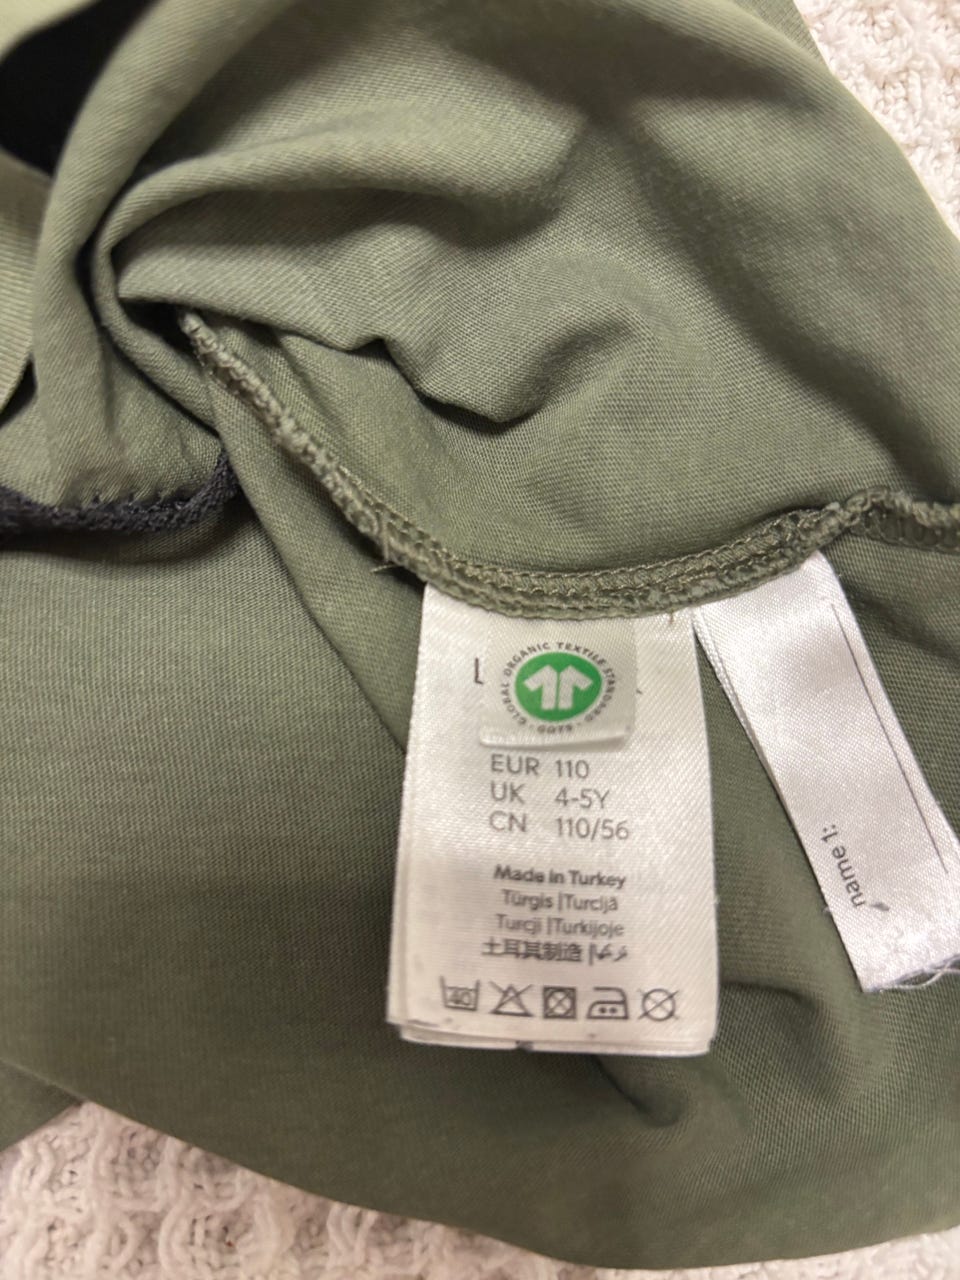 GLOBAL ORGANIC TEXTILE STANDARD · GOTS ·
EUR 110
UK 4-5Y
CN 110/56
Made in Turkey
Türgis |Turcijā
Turcji |Turkijoje
土耳其制造 |
40
name 1: